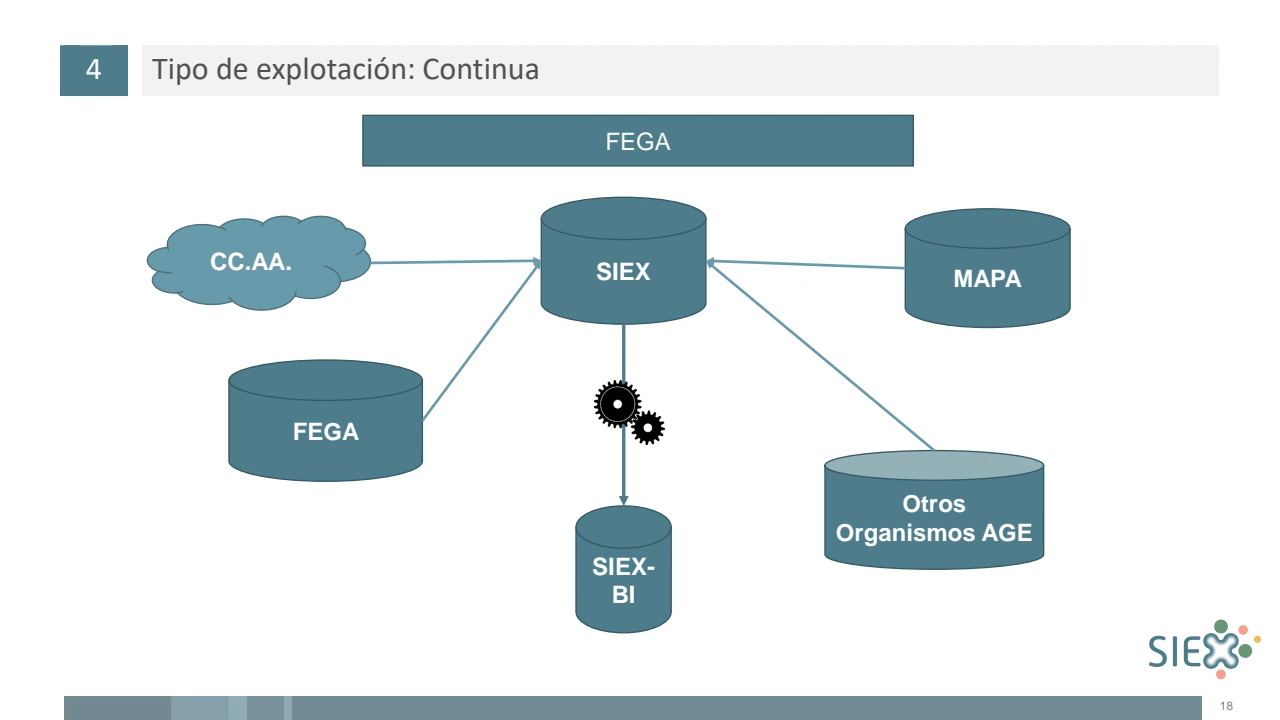 4
Tipo de explotación: Continua
FEGA
CC.AA.
SIEX
MAPA
FEGA
Otros
Organismos AGE
SIEX-
BI
SIEX
18